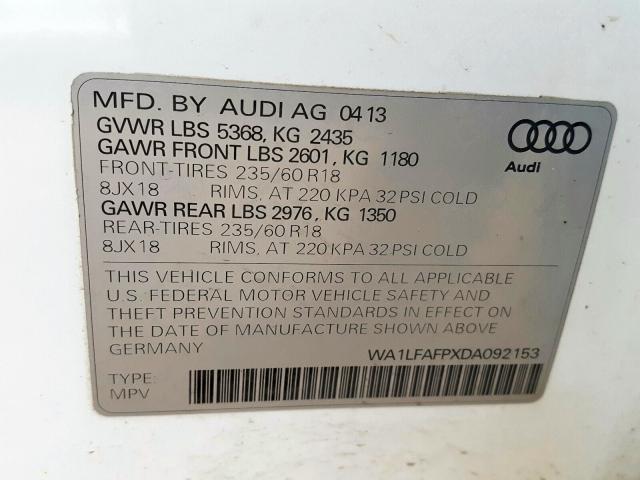 MFD. BY AUDI AG 04 13
GVWR LBS 5368, KG 2435
GAWR FRONT LBS 2601, KG 1180
FRONT-TIRES 235/60 R18
8JX18 RIMS, AT 220 KPA 32 PSI COLD
GAWR REAR LBS 2976, KG 1350
REAR-TIRES 235/60 R18
8JX18 RIMS, AT 220 KPA 32 PSI COLD
Audi
THIS VEHICLE CONFORMS TO ALL APPLICABLE
U.S. FEDERAL MOTOR VEHICLE SAFETY AND
THEFT PREVENTION STANDARDS IN EFFECT ON
THE DATE OF MANUFACTURE SHOWN ABOVE.
GERMANY WA1LFAFPXDA092153
TYPE:
MPV